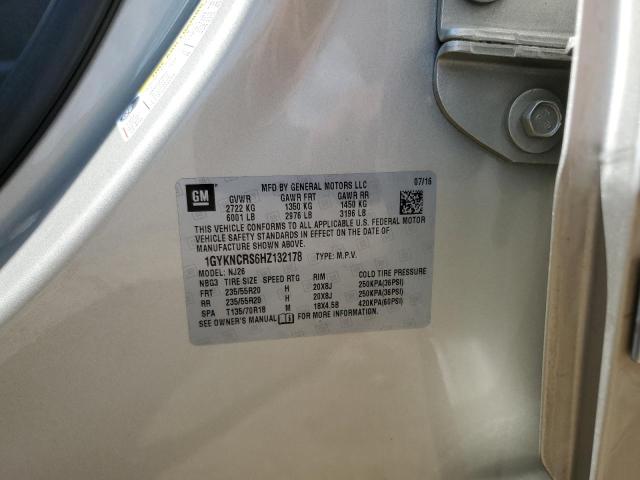 GM
MFD BY GENERAL MOTORS LLC 07/16
GVWR GAWR FRT GAWR RR
2722 KG 1350 KG 1450 KG
6001 LB 2976 LB 3196 LB
THIS VEHICLE CONFORMS TO ALL APPLICABLE U.S. FEDERAL MOTOR
VEHICLE SAFETY STANDARDS IN EFFECT ON THE DATE OF
MANUFACTURE SHOWN ABOVE.
1GYKNCRS6HZ132178 TYPE: M.P.V.
MODEL: NJ26
NBG3 TIRE SIZE SPEED RTG RIM COLD TIRE PRESSURE
FRT 235/55R20 H 20X8J 250KPA(36PSI)
RR 235/55R20 H 20X8J 250KPA(36PSI)
SPA T135/70R18 M 18X4.5B 420KPA(60PSI)
SEE OWNER'S MANUAL FOR MORE INFORMATION.